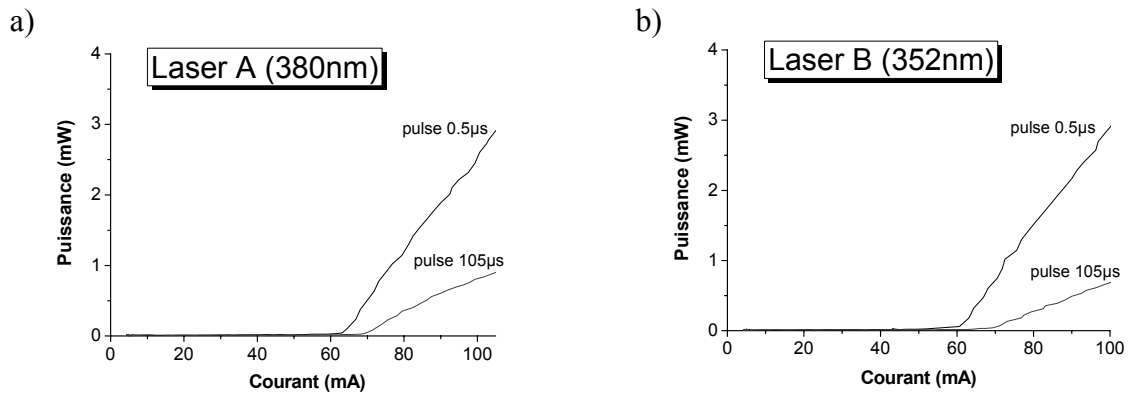 a)
Laser A (380nm)
4
3
2
1
0
Puissance (mW)
pulse 0.5µs
pulse 105µs
0 20 40 60 80 100
Courant (mA)
b)
Laser B (352nm)
4
3
2
1
0
Puissance (mW)
pulse 0.5µs
pulse 105µs
0 20 40 60 70 80 100
Courant (mA)